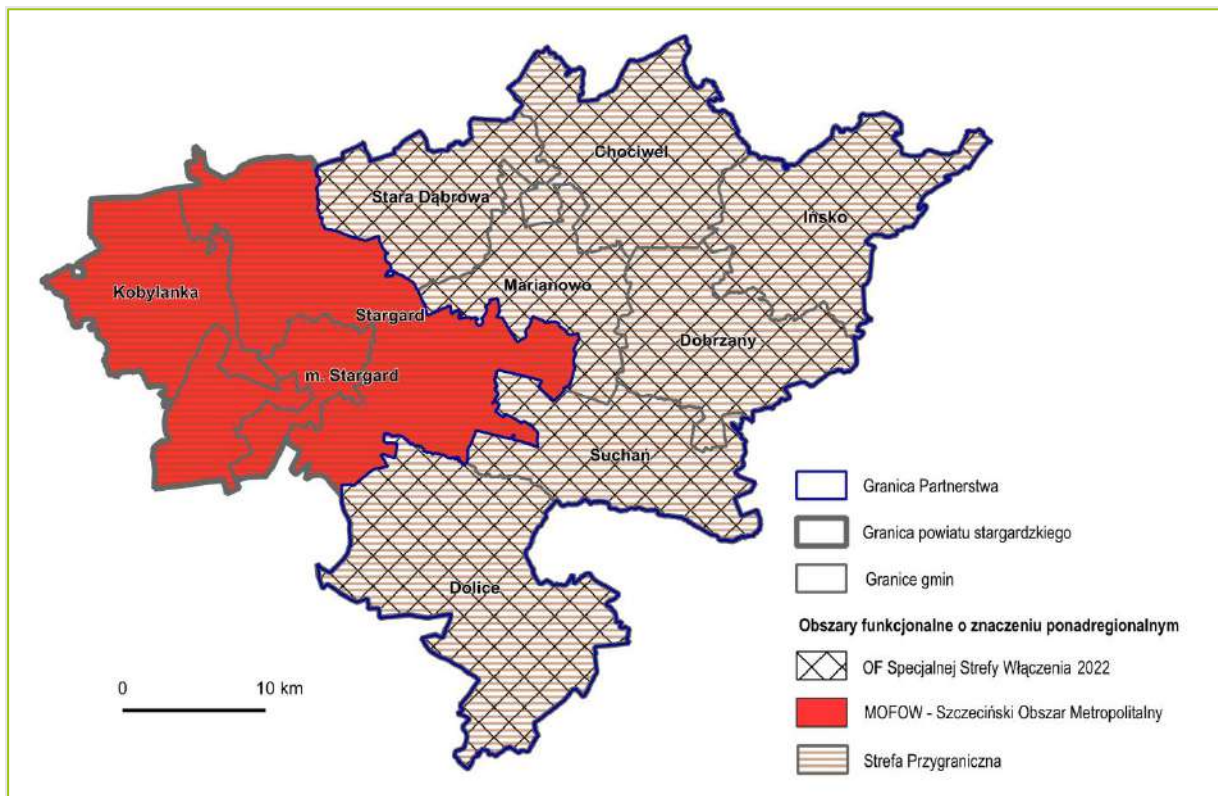 Chociwel
Stara Dąbrowa
Ińsko
Marianowo
Kobylanka
Stargard
Dobrzany
m. Stargard
Suchań
Dolice
Granica Partnerstwa
Granica powiatu stargardzkiego
Granice gmin
Obszary funkcjonalne o znaczeniu ponadregionalnym
OF Specjalnej Strefy Włączenia 2022
MOFOW - Szczeciński Obszar Metropolitalny
Strefa Przygraniczna
0 10 km